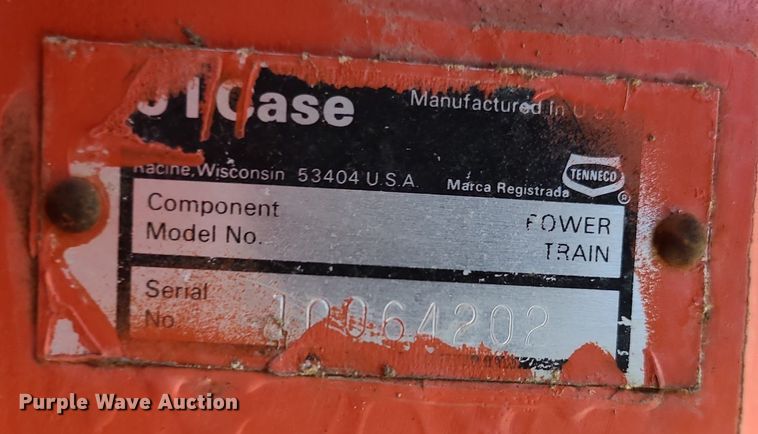 J I Case
Manufactured In U.S.
Racine, Wisconsin 53404 U.S.A.
Marca Registrada
TENNECO
®
Component
Model No.
POWER
TRAIN
Serial
No.
10064202
Purple Wave Auction